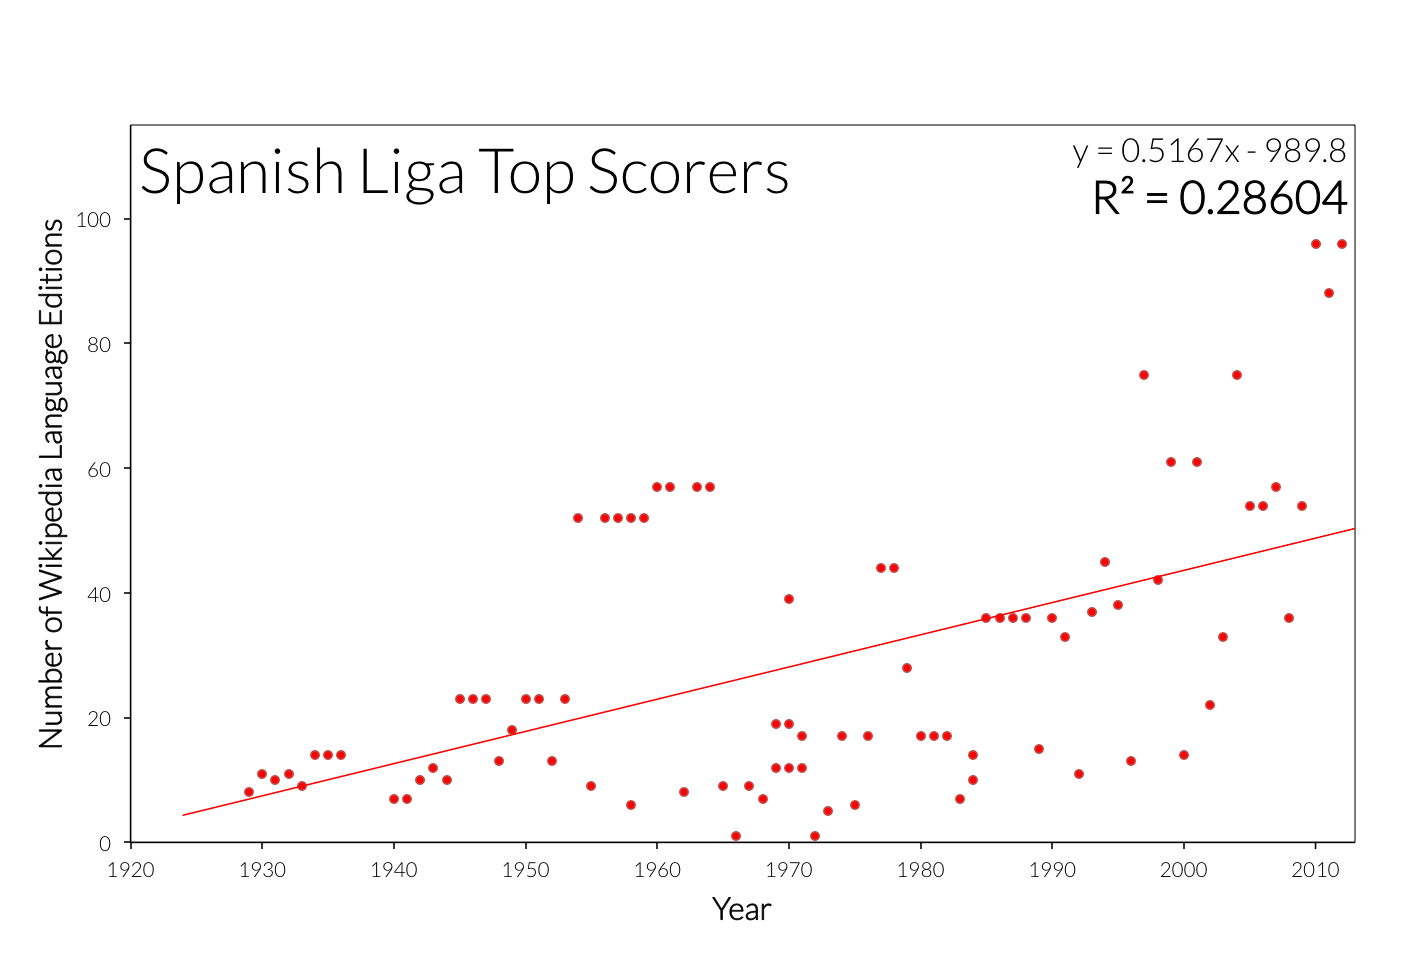 Spanish Liga Top Scorers
y = 0.5167x - 989.8
R² = 0.28604
Number of Wikipedia Language Editions
100
80
60
40
20
0
1920 1930 1940 1950 1960 1970 1980 1990 2000 2010
Year